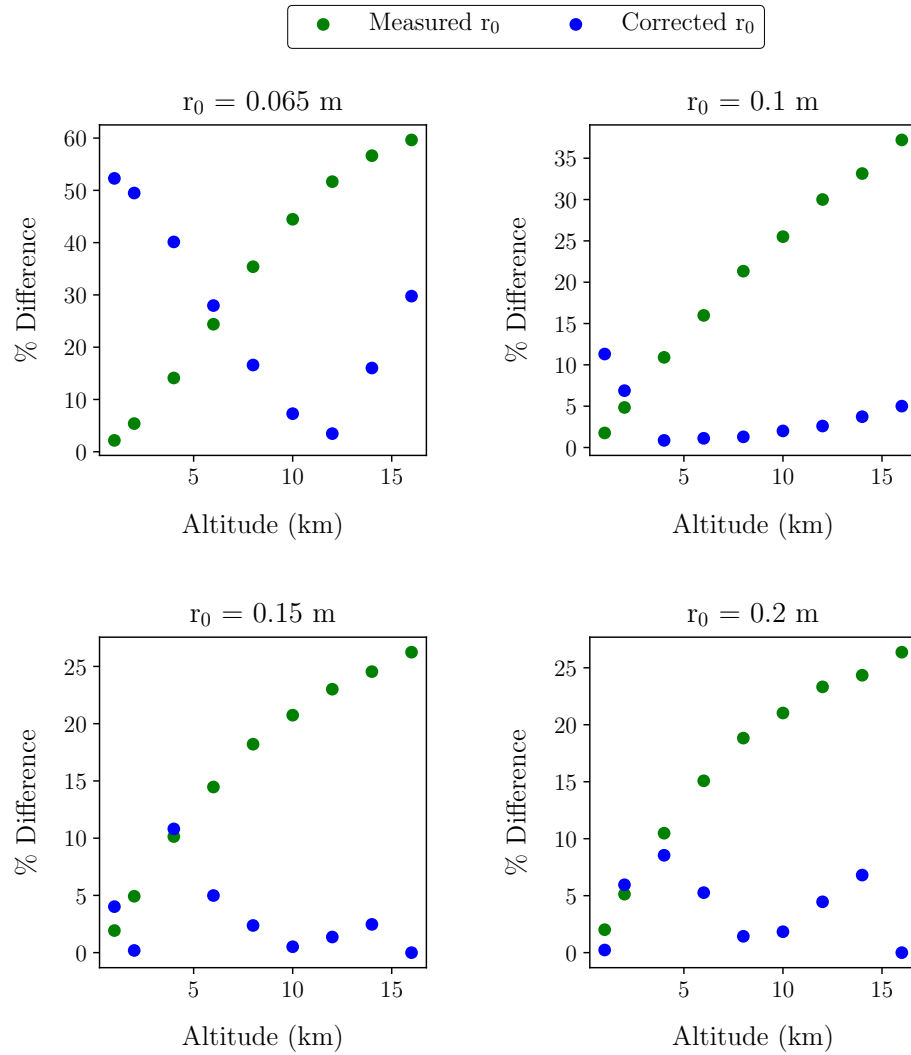 Measured r₀ Corrected r₀
r₀ = 0.065 m
60
50
40
30
20
10
0
% Difference
5 10 15
Altitude (km)
r₀ = 0.1 m
35
30
25
20
15
10
5
0
% Difference
5 10 15
Altitude (km)
r₀ = 0.15 m
25
20
15
10
5
0
% Difference
5 10 15
Altitude (km)
r₀ = 0.2 m
25
20
15
10
5
0
% Difference
5 10 15
Altitude (km)